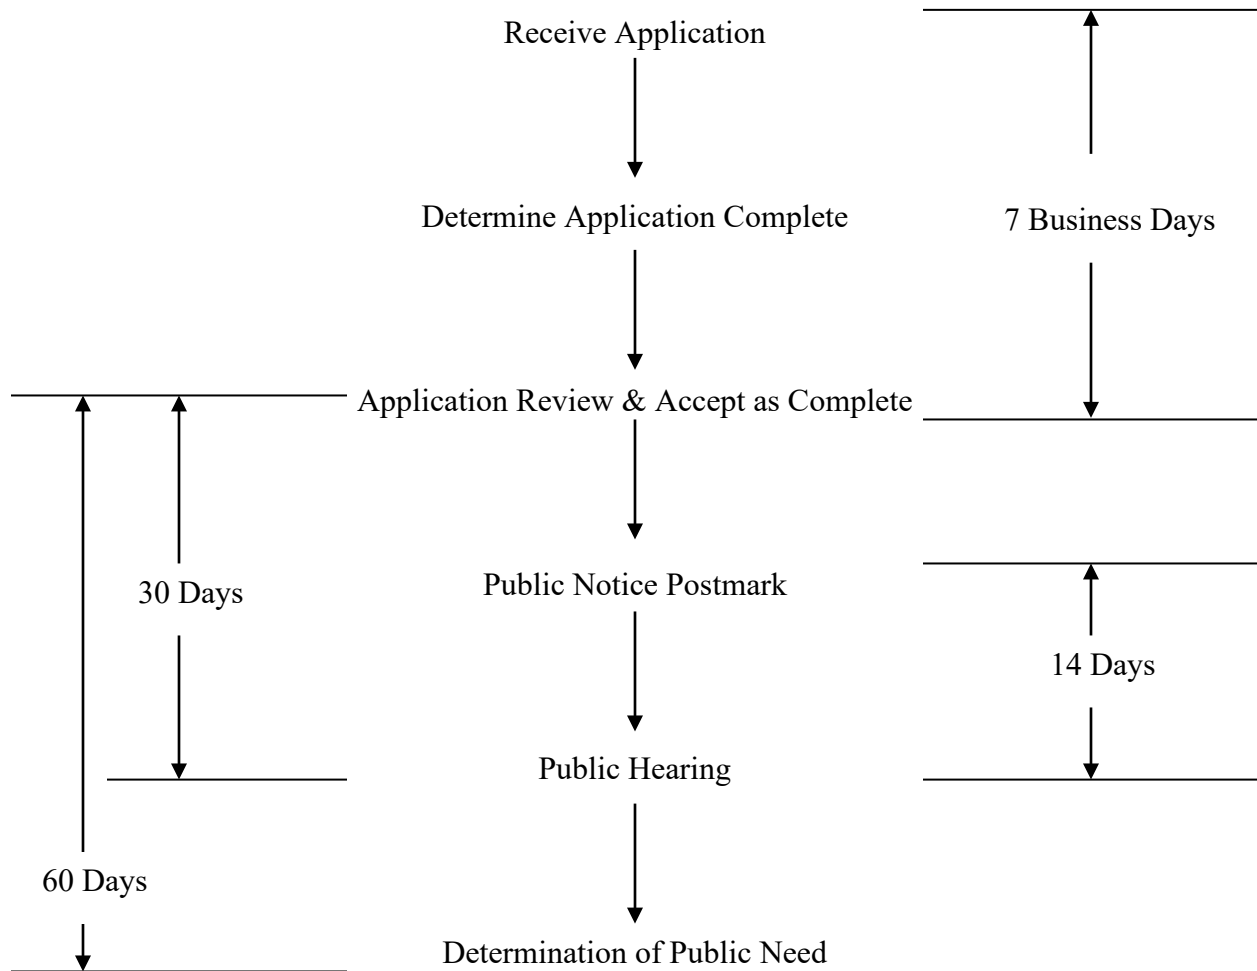 Receive Application
Determine Application Complete
7 Business Days
Application Review & Accept as Complete
Public Notice Postmark
30 Days
14 Days
Public Hearing
60 Days
Determination of Public Need